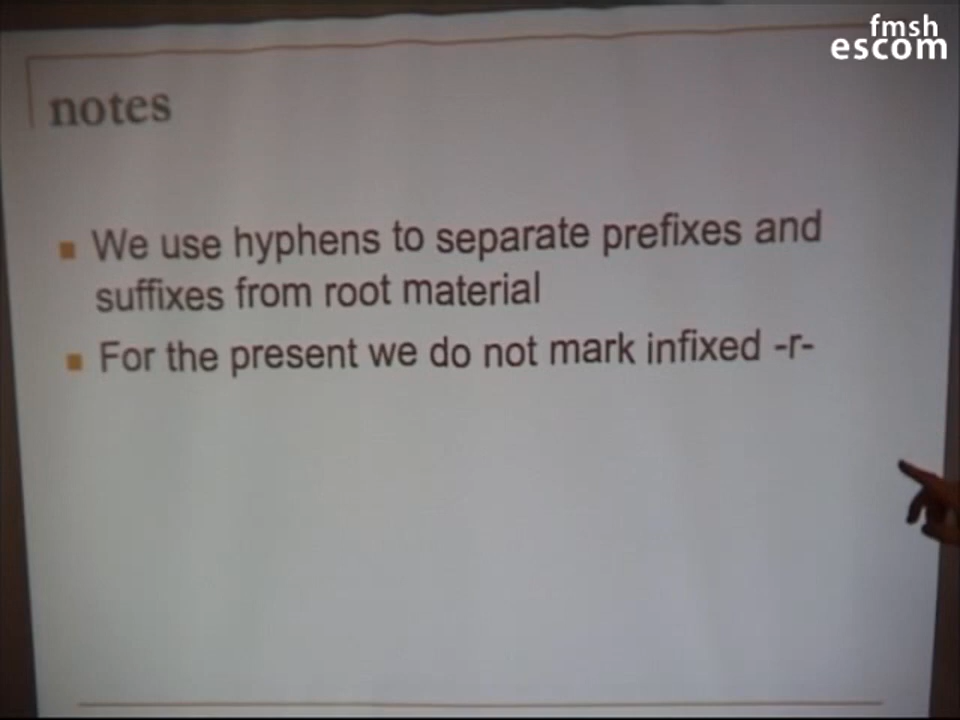 fmsh
escom
notes
We use hyphens to separate prefixes and
suffixes from root material
For the present we do not mark infixed -r-